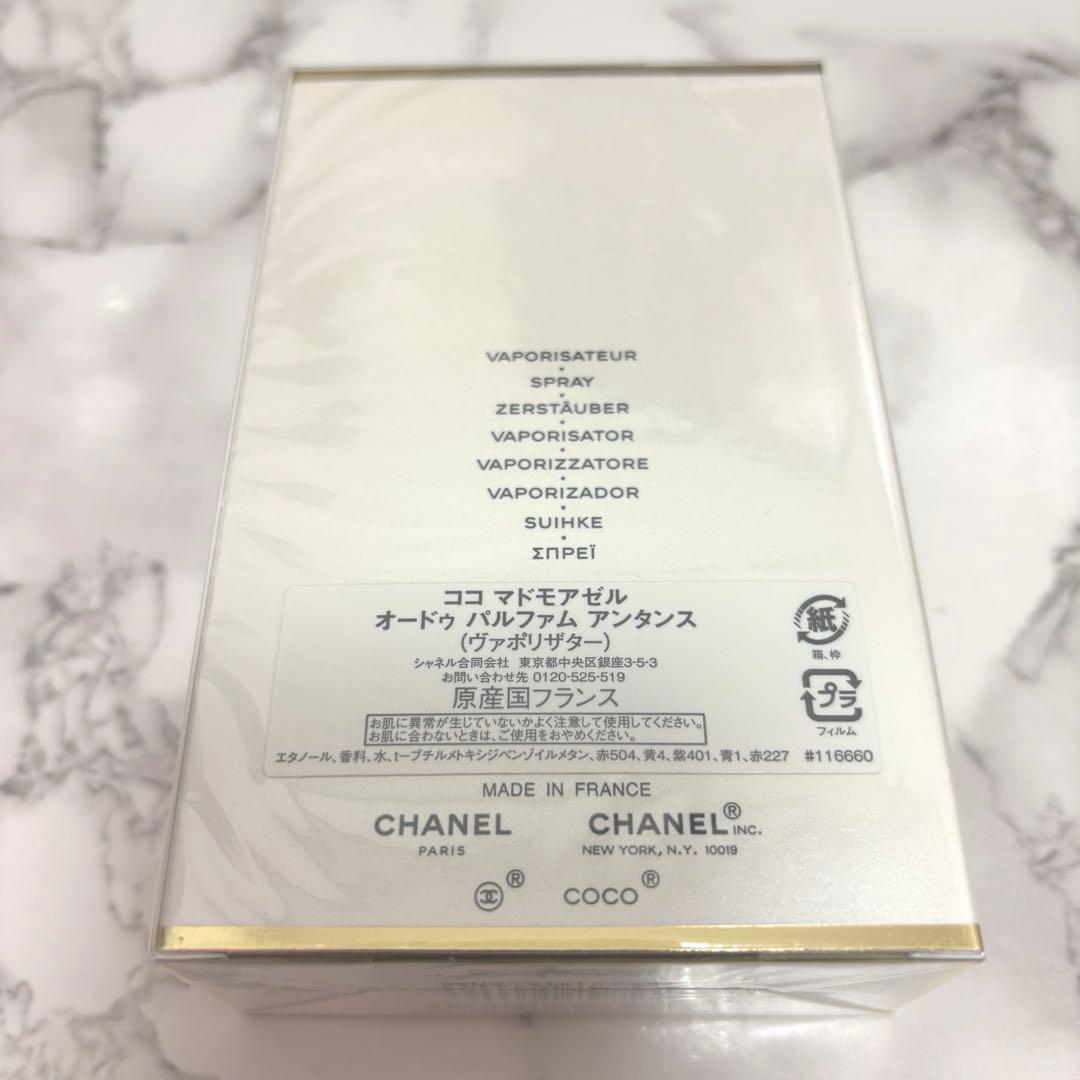 VAPORISATEUR
SPRAY
ZERSTÄUBER
VAPORISATOR
VAPORIZZATORE
VAPORIZADOR
SUIHKE
ΣΠΡΕΪ
ココ マドモアゼル
オードゥ パルファム アンタンス
(ヴァポリザター)
シャネル合同会社 東京都中央区銀座3-5-3
お問い合わせ先 0120-525-519
原産国フランス
お肌に異常が生じていないかよく注意して使用してください。
お肌に合わないときは、ご使用をおやめください。
エタノール、香料、水、t-ブチルメトキシジベンゾイルメタン、赤504、黄4、紫401、青1、赤227 #116660
紙
箱、枠
プラ
フィルム
MADE IN FRANCE
CHANEL
PARIS
CHANEL® INC.
NEW YORK, N.Y. 10019
®
COCO®